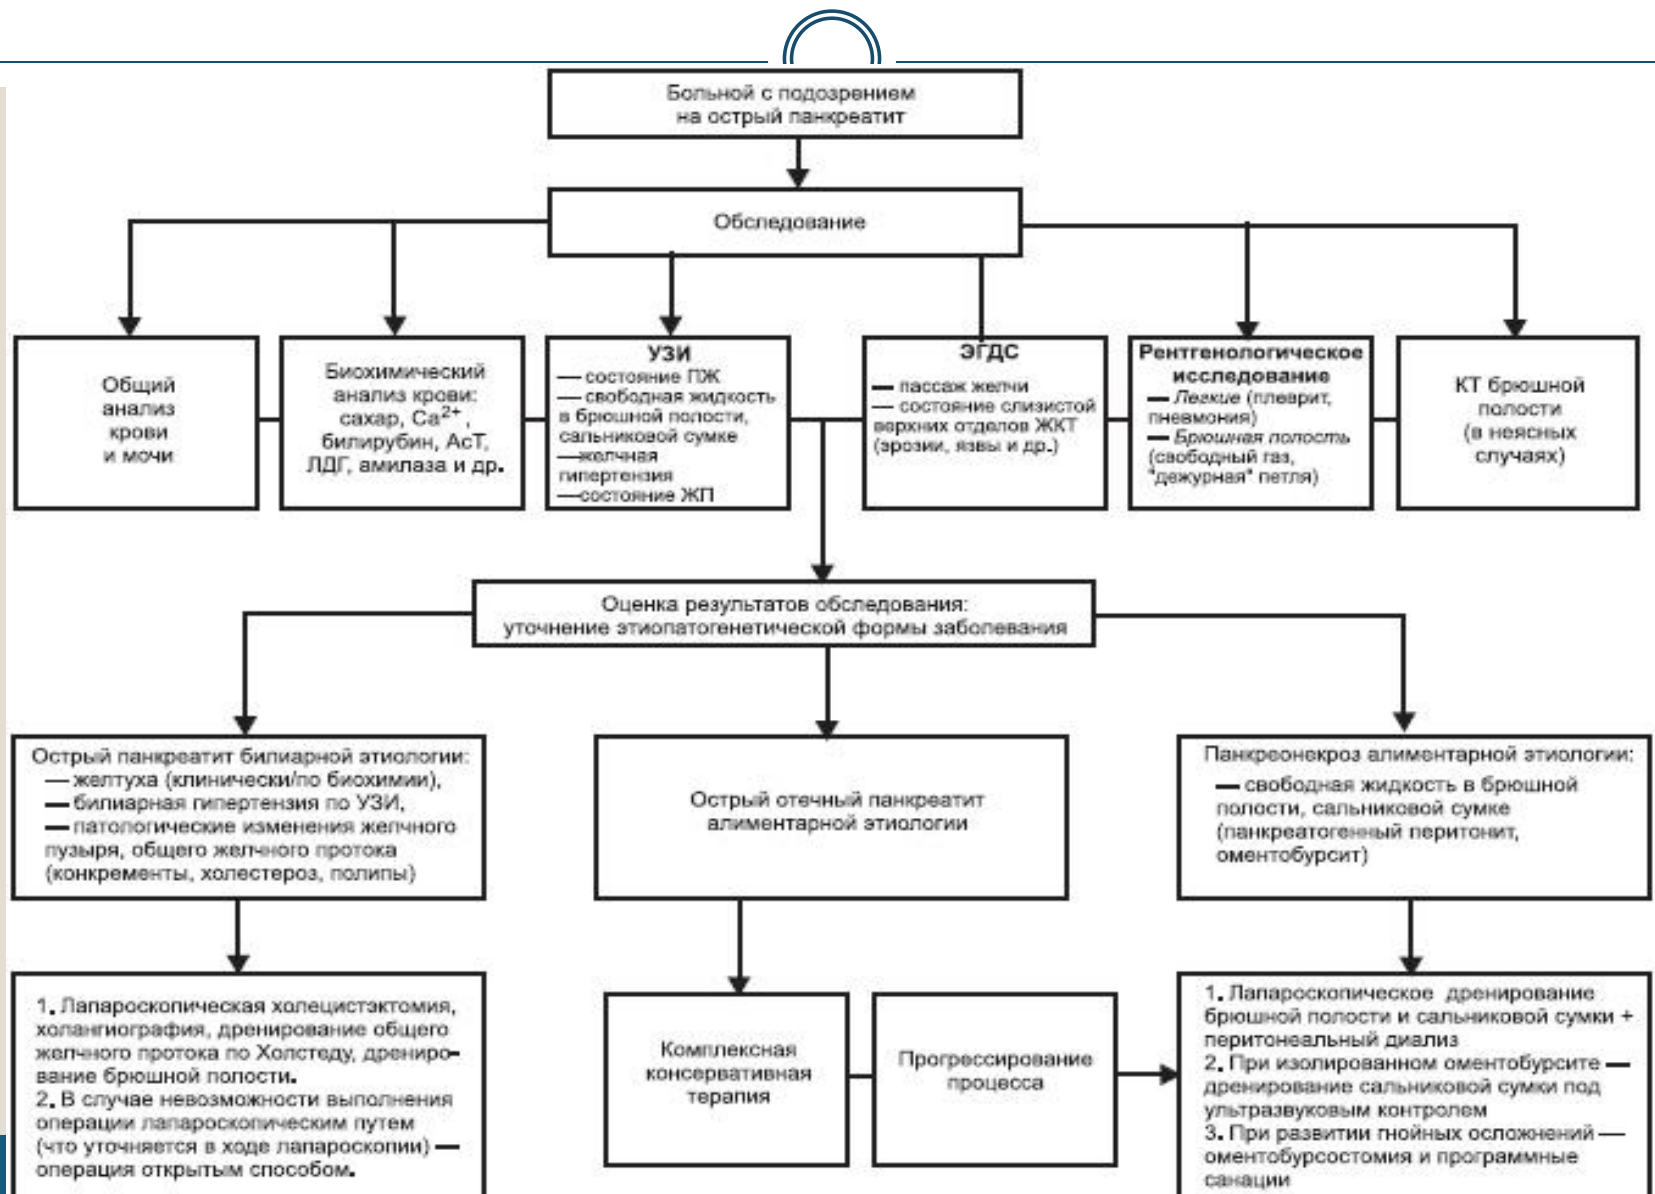 Больной с подозрением
на острый панкреатит
Обследование
Общий
анализ
крови
и мочи
Биохимический
анализ крови:
сахар, Ca2+,
билирубин, АсТ,
ЛДГ, амилаза и др.
УЗИ
— состояние ПЖ
— свободная жидкость
в брюшной полости,
сальниковой сумке
—желчная
гипертензия
—состояние ЖП
ЭГДС
— пассаж желчи
— состояние слизистой
верхних отделов ЖКТ
(эрозии, язвы и др.)
Рентгенологическое
исследование
— Легкие (плеврит,
пневмония)
— Брюшная полость
(свободный газ,
"дежурная" петля)
КТ брюшной
полости
(в неясных
случаях)
Оценка результатов обследования:
уточнение этиопатогенетической формы заболевания
Острый панкреатит билиарной этиологии:
— желтуха (клинически/по биохимии),
— билиарная гипертензия по УЗИ,
— патологические изменения желчного
пузыря, общего желчного протока
(конкременты, холестероз, полипы)
Острый отечный панкреатит
алиментарной этиологии
Панкреонекроз алиментарной этиологии:
— свободная жидкость в брюшной
полости, сальниковой сумке
(панкреатогенный перитонит,
оментобурсит)
1. Лапароскопическая холецистэктомия,
холангиография, дренирование общего
желчного протока по Холстеду, дрениро-
вание брюшной полости.
2. В случае невозможности выполнения
операции лапароскопическим путем
(что уточняется в ходе лапароскопии) —
операция открытым способом.
Комплексная
консервативная
терапия
Прогрессирование
процесса
1. Лапароскопическое дренирование
брюшной полости и сальниковой сумки +
перитонеальный диализ
2. При изолированном оментобурсите —
дренирование сальниковой сумки под
ультразвуковым контролем
3. При развитии гнойных осложнений —
оментобурсостомия и программные
санации